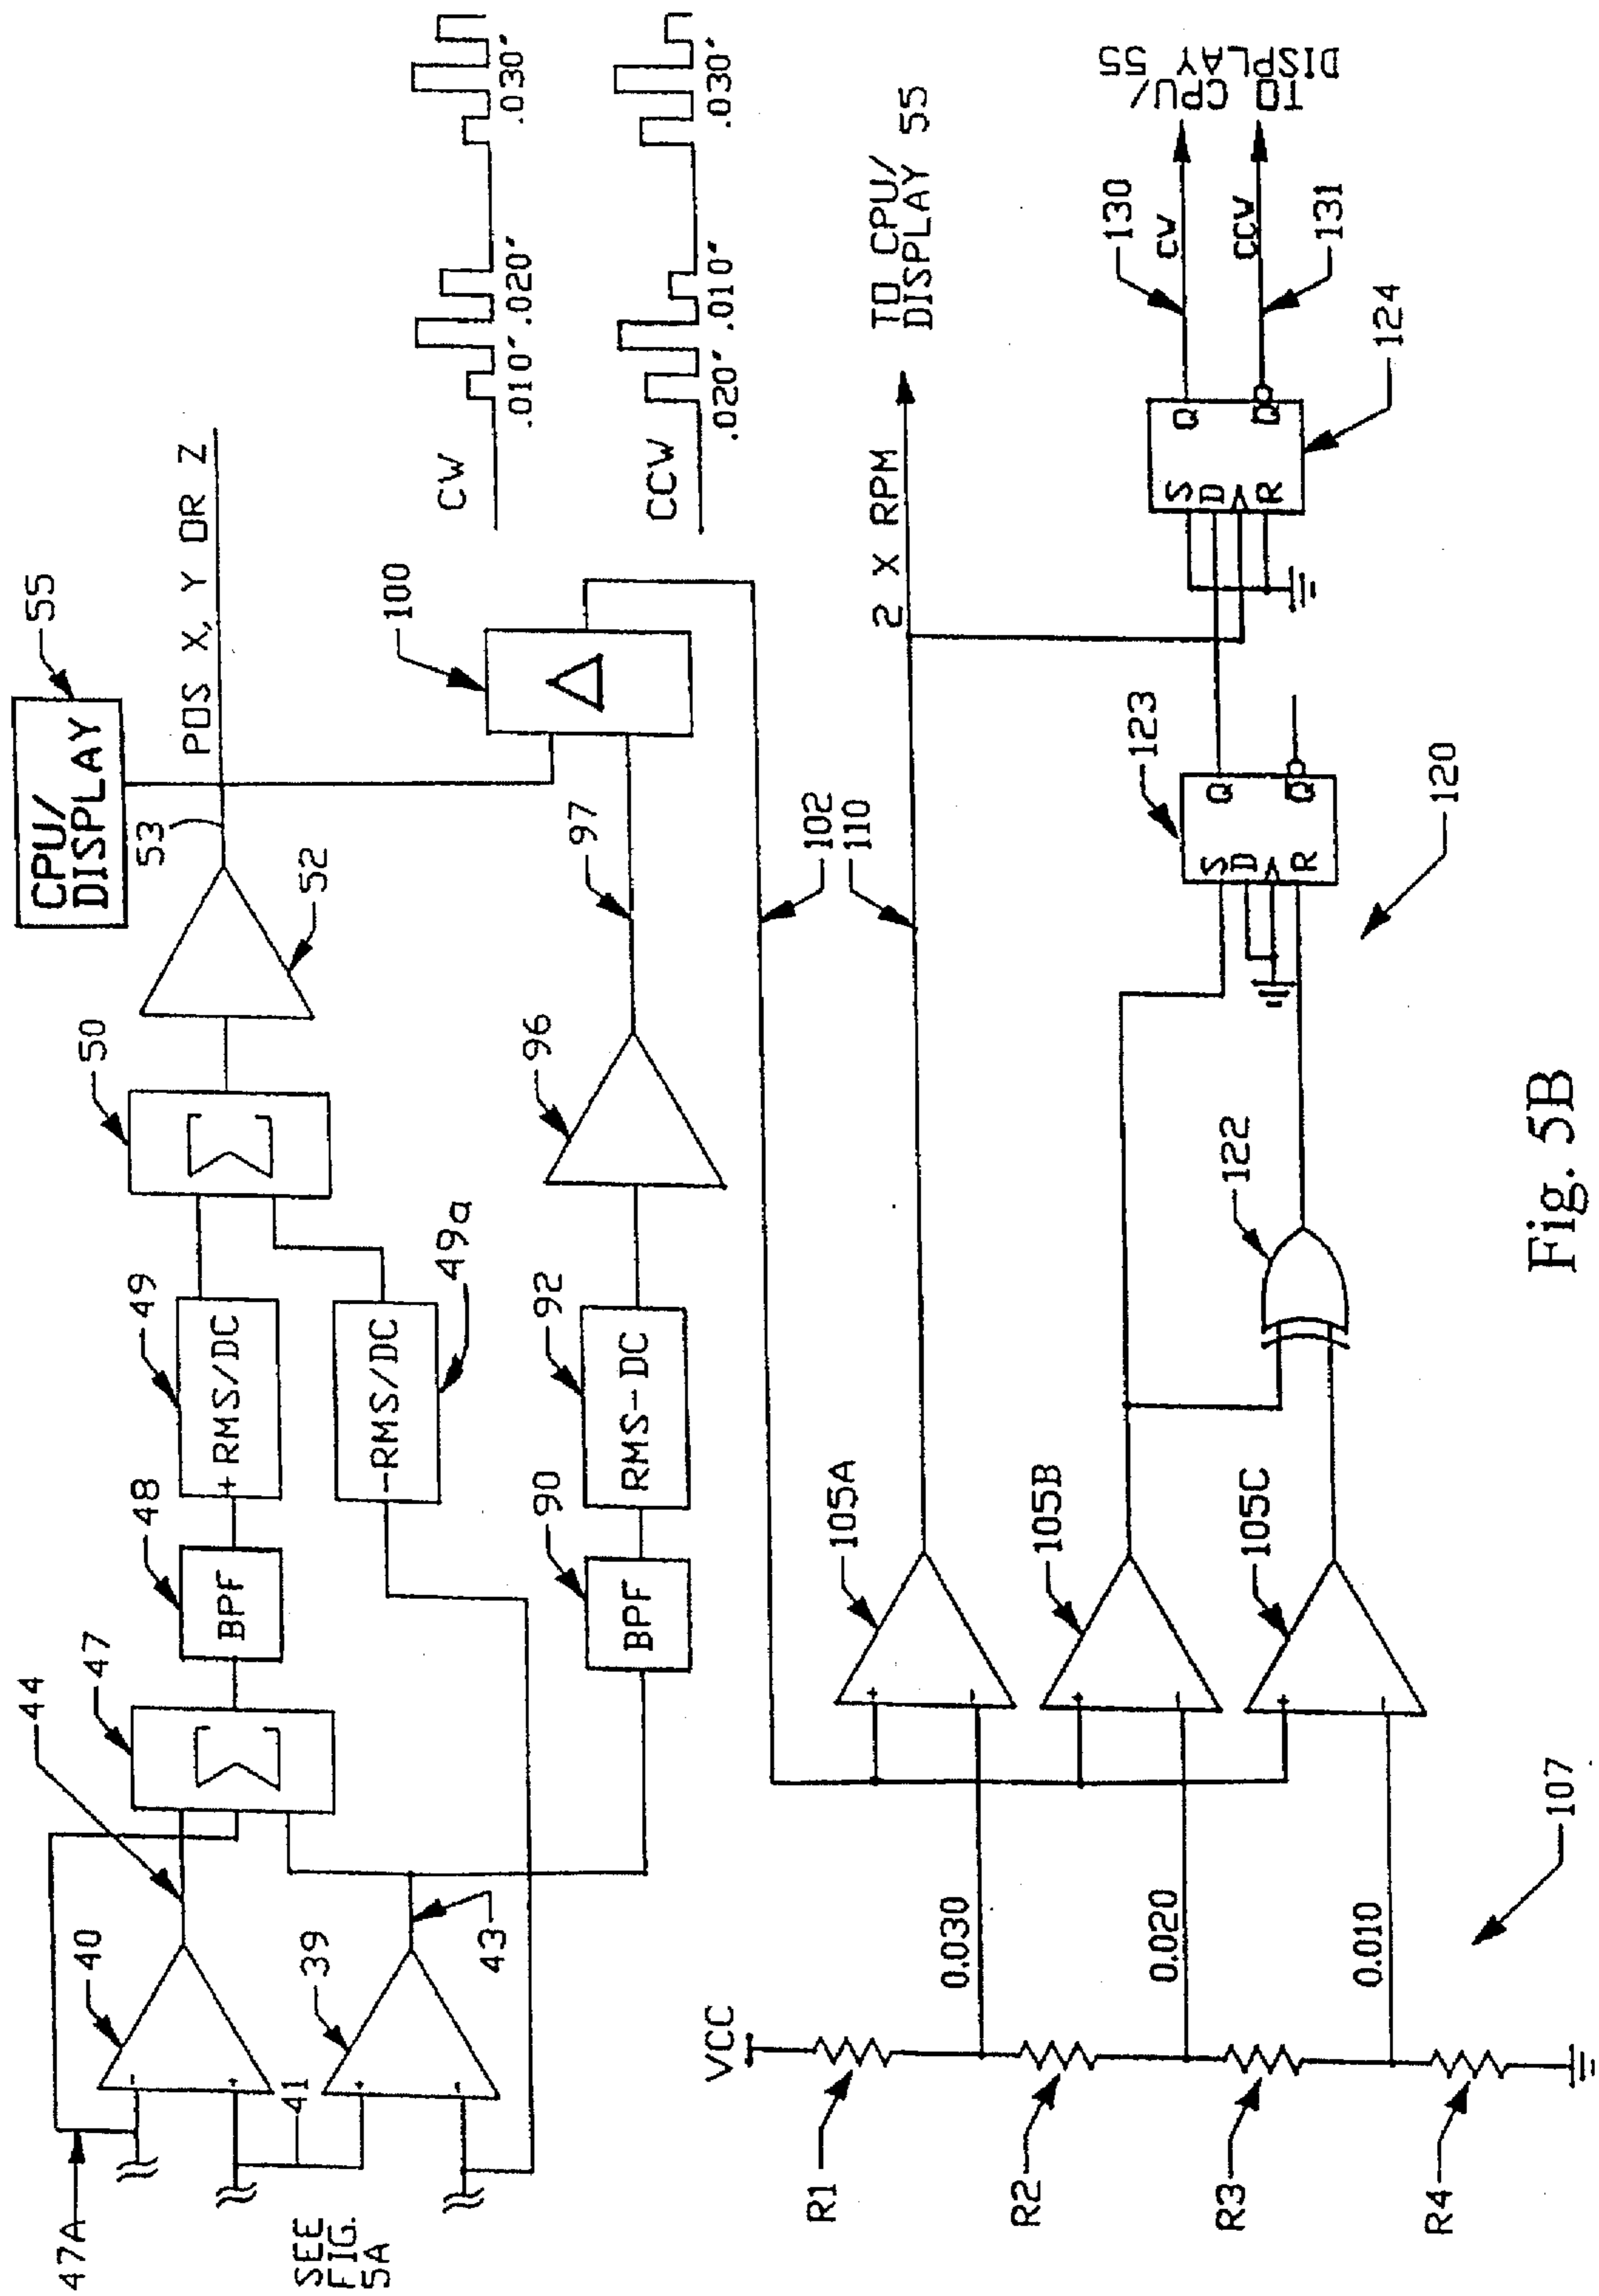 47A
SEE
FIG.
5A
40
44
41
39
43
47
Σ
48
BPF
49
+RMS/DC
-RMS/DC
49a
50
Σ
52
53
POS X, Y OR Z
CPU/
DISPLAY
55
90
BPF
92
RMS-DC
96
97
100
Δ
102
110
CW
.010" .020"
.030"
CCW
.020" .010"
.030"
VCC
R1
R2
R3
R4
0.030
0.020
0.010
107
+
-
105A
+
-
105B
+
-
105C
2 X RPM
TO CPU/
DISPLAY 55
122
123
S
D
R
Q
Q
120
124
S
D
R
Q
Q
130
CW
CCW
131
TO CPU/
DISPLAY 55
Fig. 5B